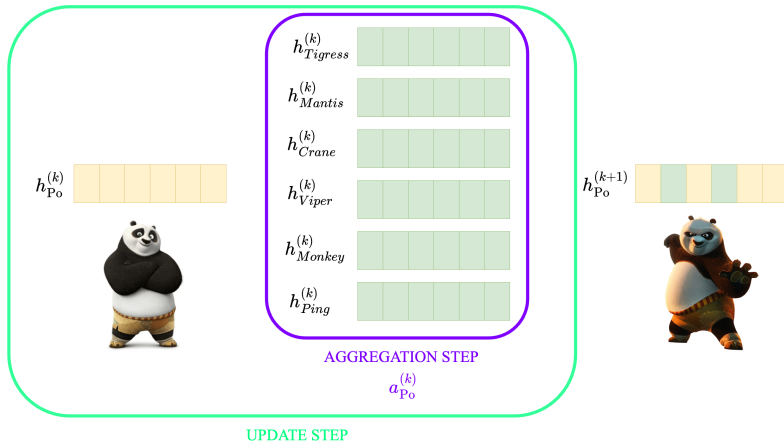 h_{Tigress}^{(k)}
h_{Mantis}^{(k)}
h_{Crane}^{(k)}
h_{Po}^{(k)}
h_{Viper}^{(k)}
h_{Po}^{(k+1)}
h_{Monkey}^{(k)}
h_{Ping}^{(k)}
AGGREGATION STEP
a_{Po}^{(k)}
UPDATE STEP